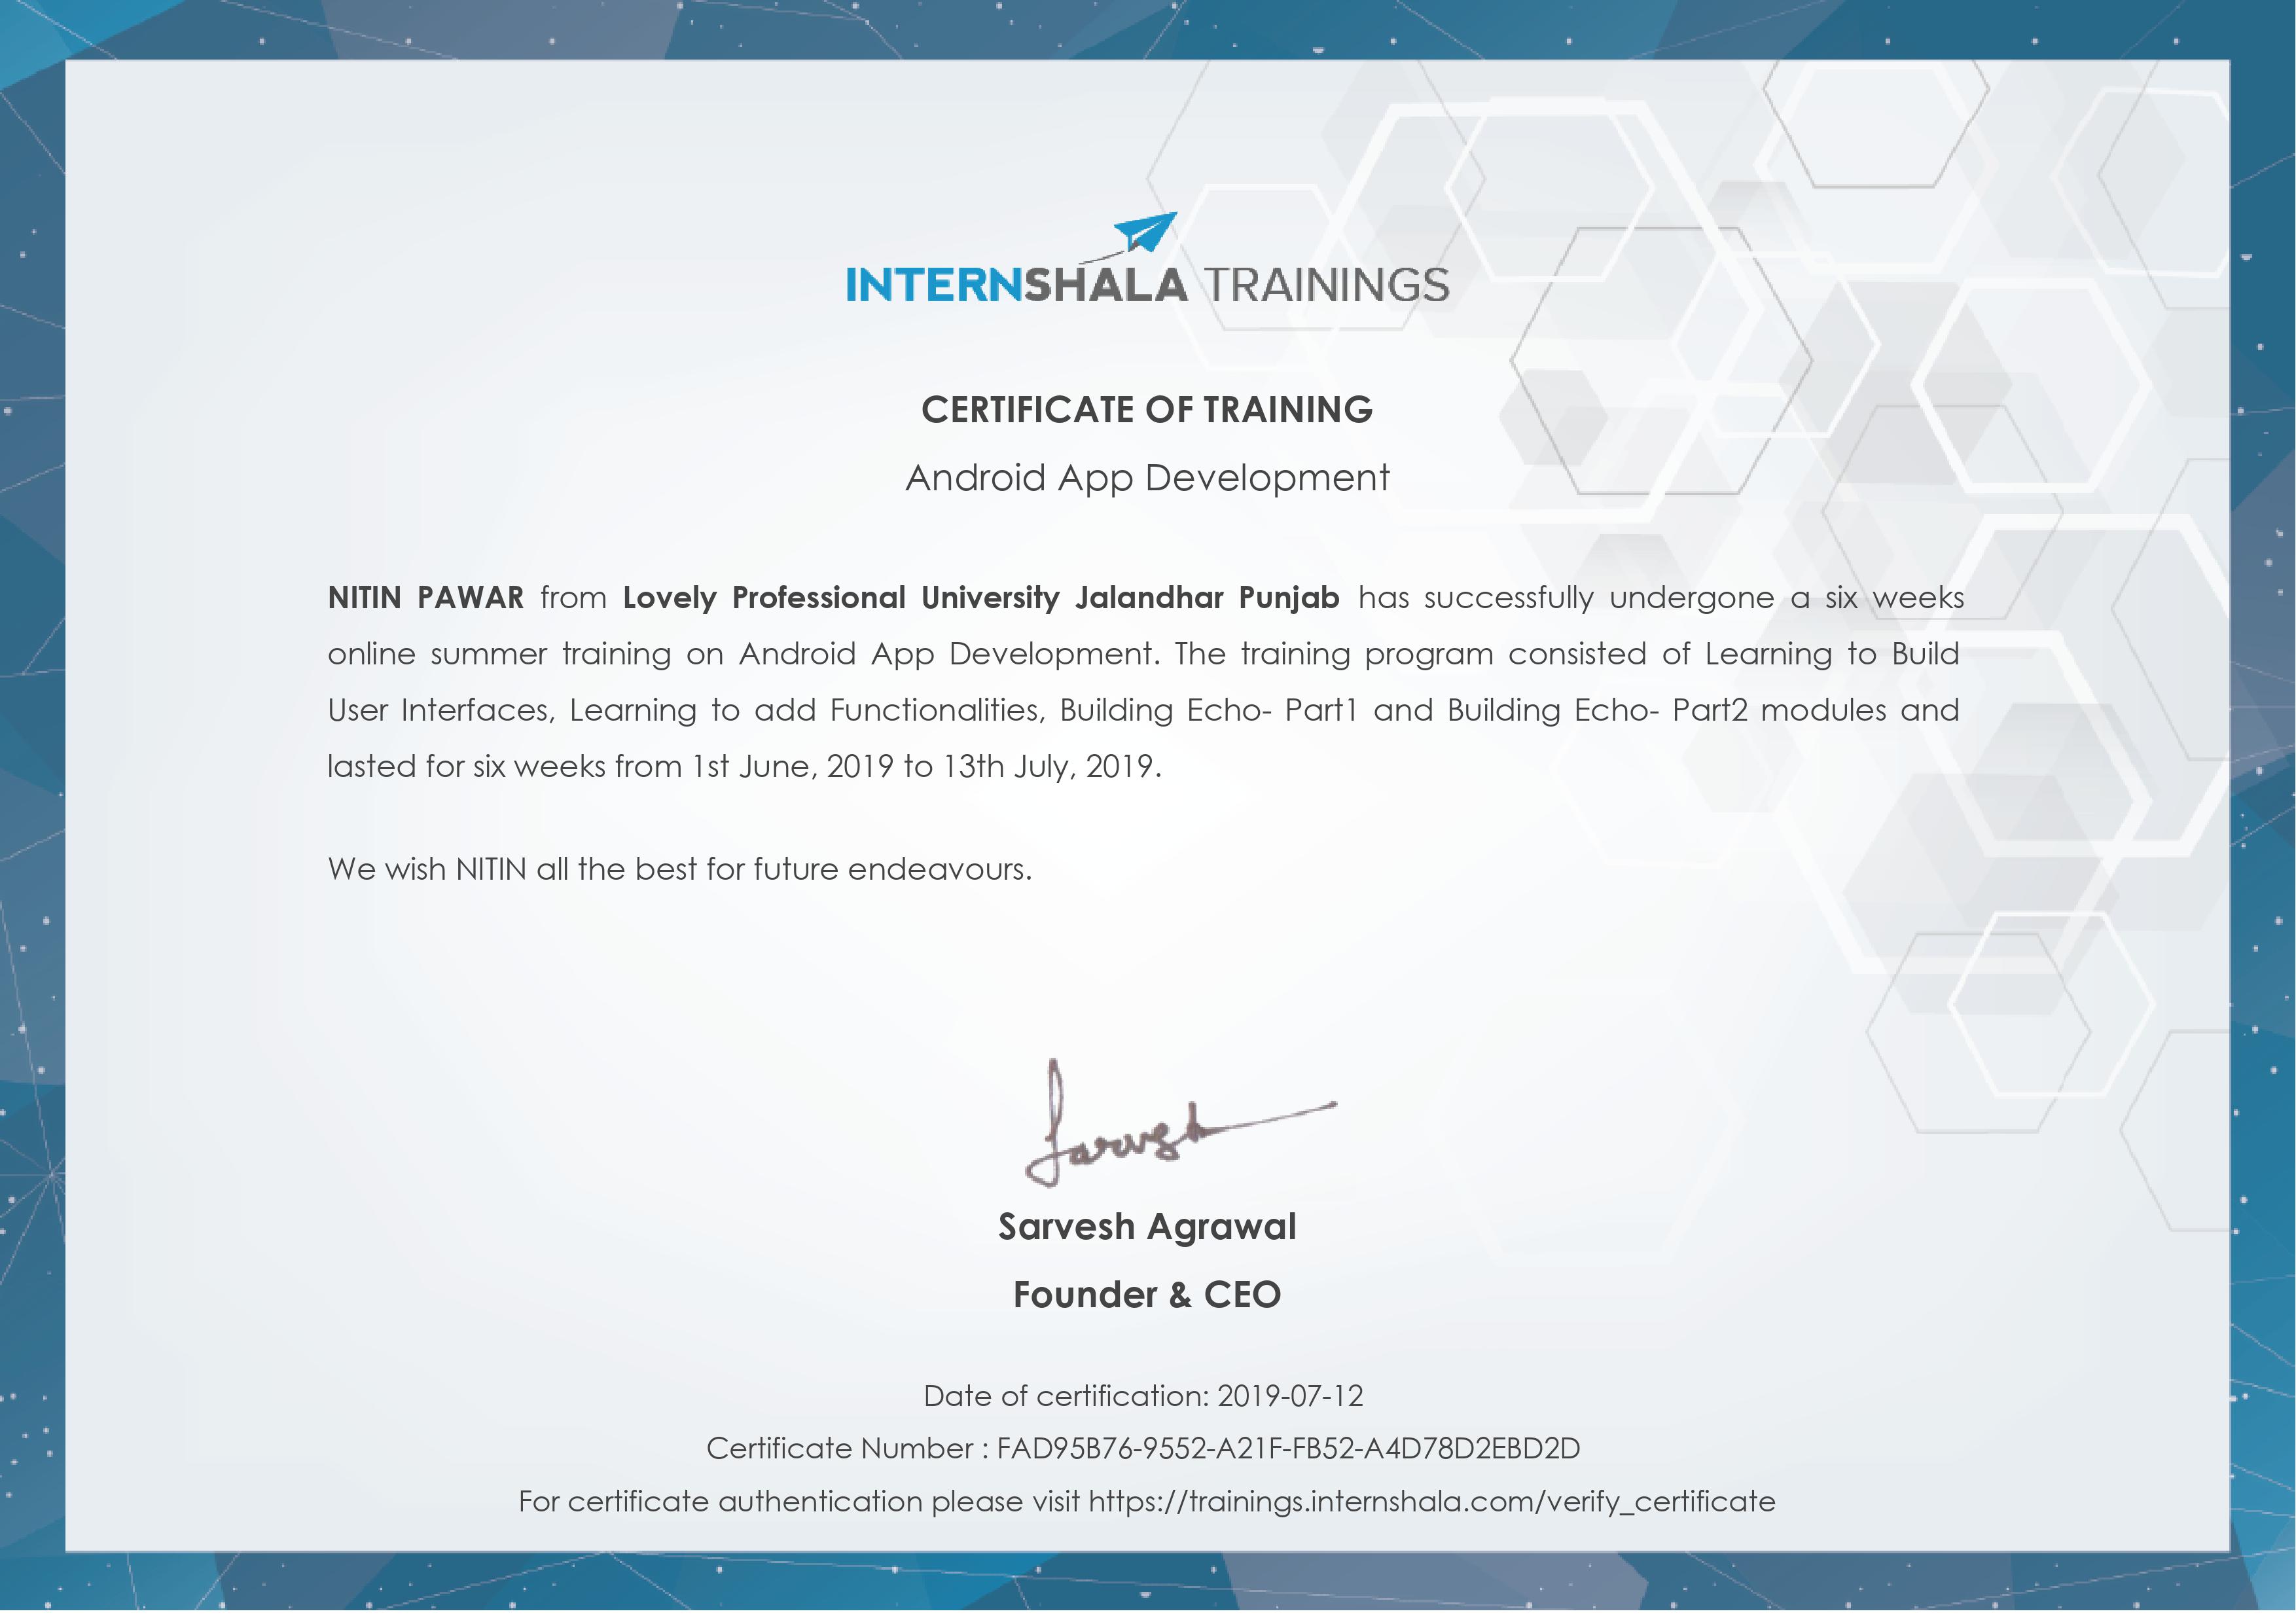 INTERNSHALA TRAININGS
CERTIFICATE OF TRAINING
Android App Development
NITIN PAWAR from Lovely Professional University Jalandhar Punjab has successfully undergone a six weeks
online summer training on Android App Development. The training program consisted of Learning to Build
User Interfaces, Learning to add Functionalities, Building Echo- Part1 and Building Echo- Part2 modules and
lasted for six weeks from 1st June, 2019 to 13th July, 2019.
We wish NITIN all the best for future endeavours.
Sarvesh
Sarvesh Agrawal
Founder & CEO
Date of certification: 2019-07-12
Certificate Number : FAD95B76-9552-A21F-FB52-A4D78D2EBD2D
For certificate authentication please visit https://trainings.internshala.com/verify_certificate